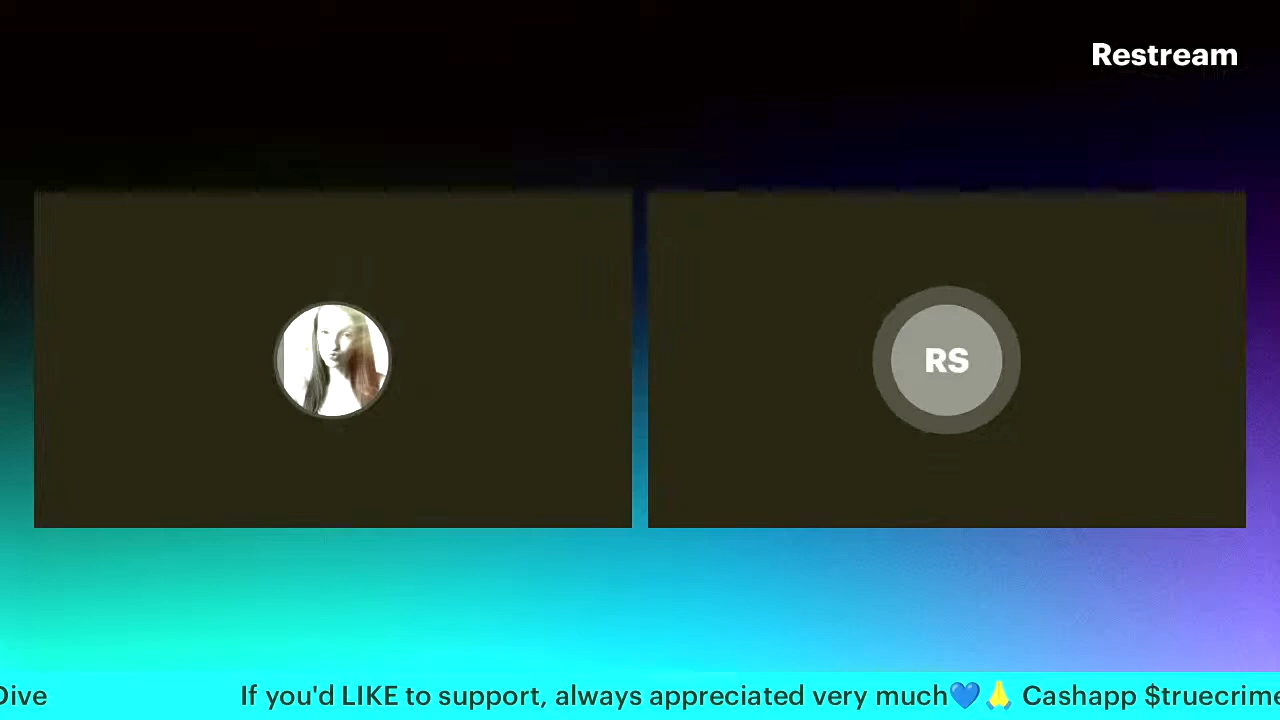 Restream
RS
Dive If you'd LIKE to support, always appreciated very much💙🙏 Cashapp $truecrime